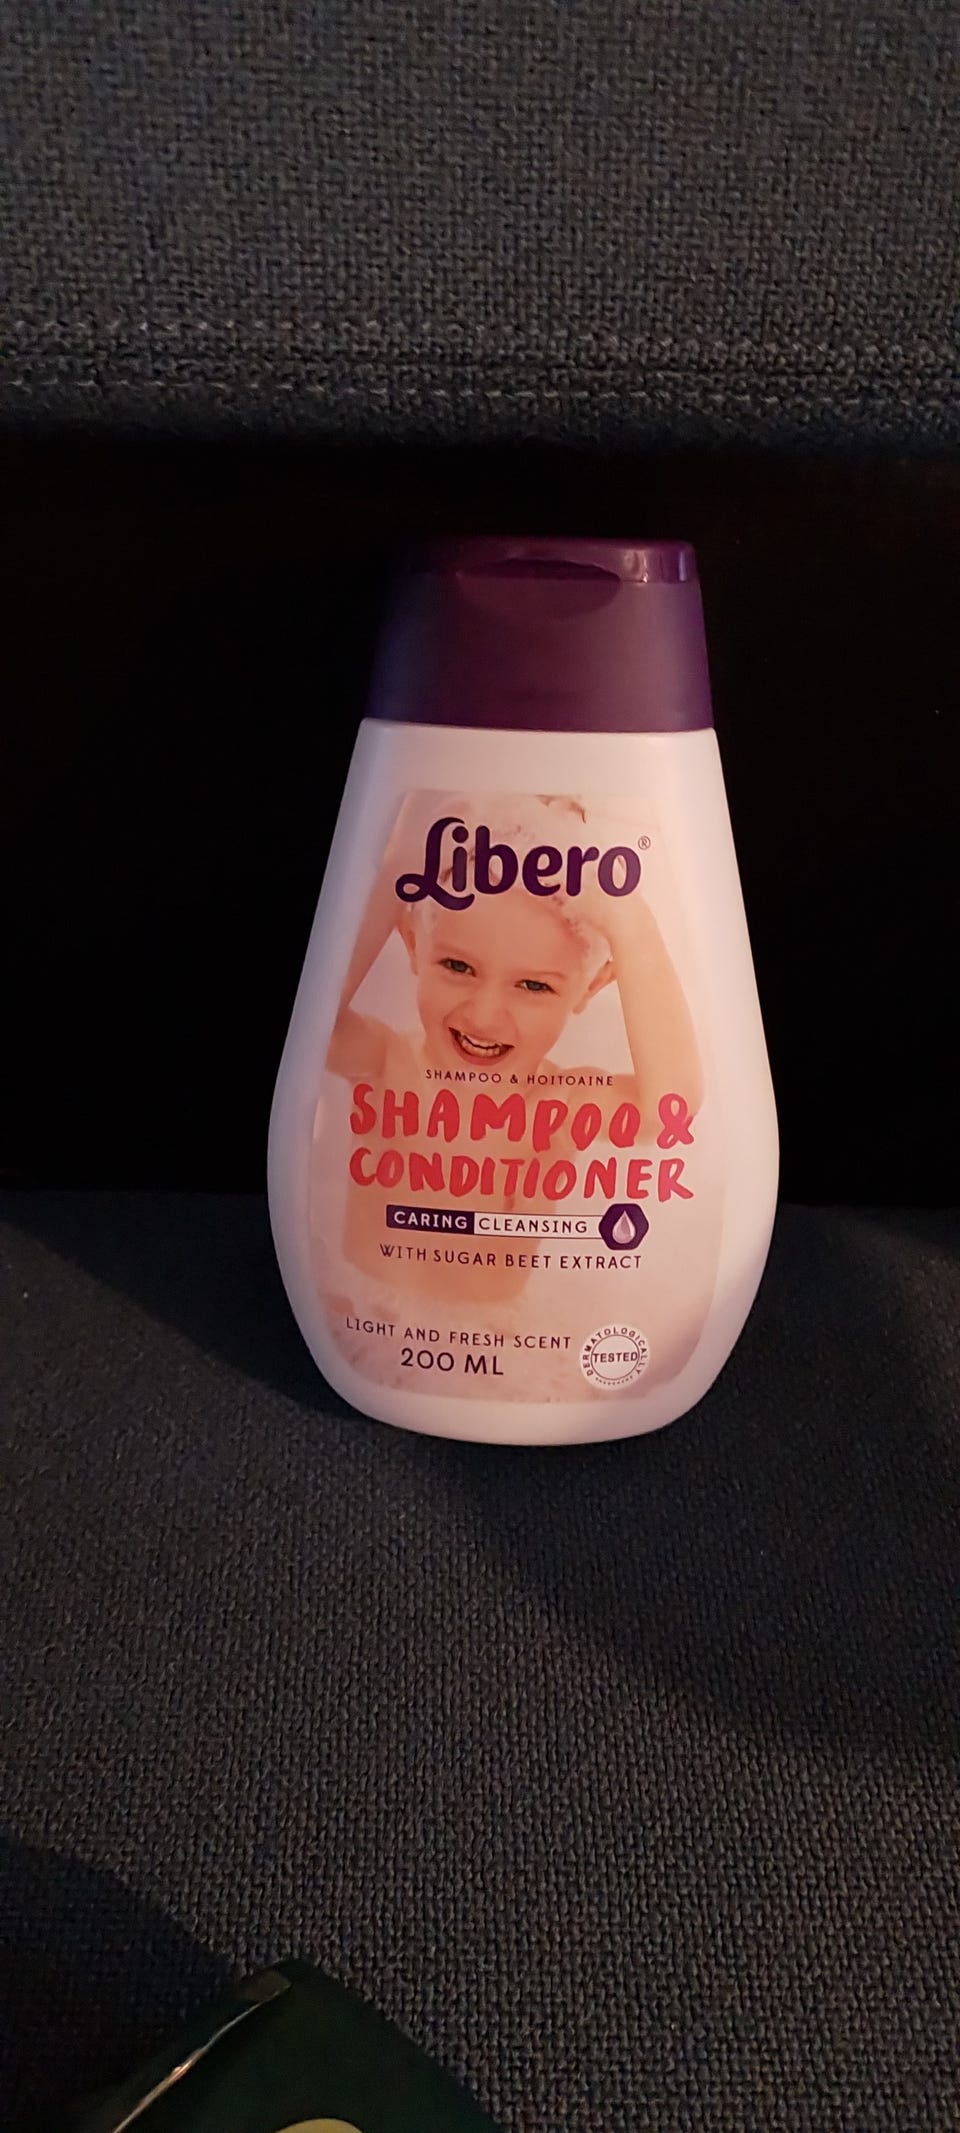 Libero®
SHAMPOO & HOITOAINE
SHAMPOO &
CONDITIONER
CARING CLEANSING
WITH SUGAR BEET EXTRACT
LIGHT AND FRESH SCENT
200 ML
DERMATOLOGICALLY
TESTED